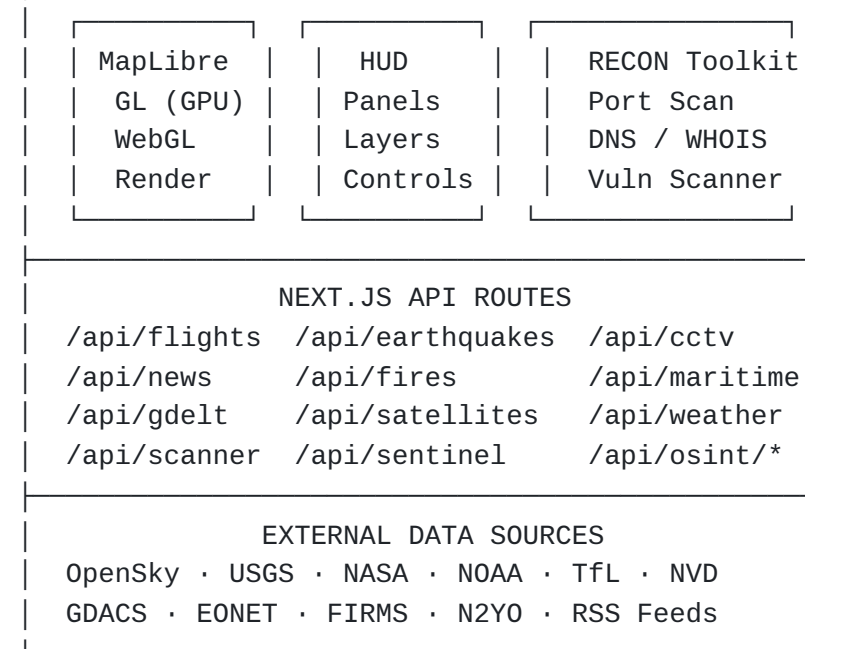 MapLibre HUD RECON Toolkit
GL (GPU) Panels Port Scan
WebGL Layers DNS / WHOIS
Render Controls Vuln Scanner
NEXT.JS API ROUTES
/api/flights /api/earthquakes /api/cctv
/api/news /api/fires /api/maritime
/api/gdelt /api/satellites /api/weather
/api/scanner /api/sentinel /api/osint/*
EXTERNAL DATA SOURCES
OpenSky · USGS · NASA · NOAA · TfL · NVD
GDACS · EONET · FIRMS · N2YO · RSS Feeds